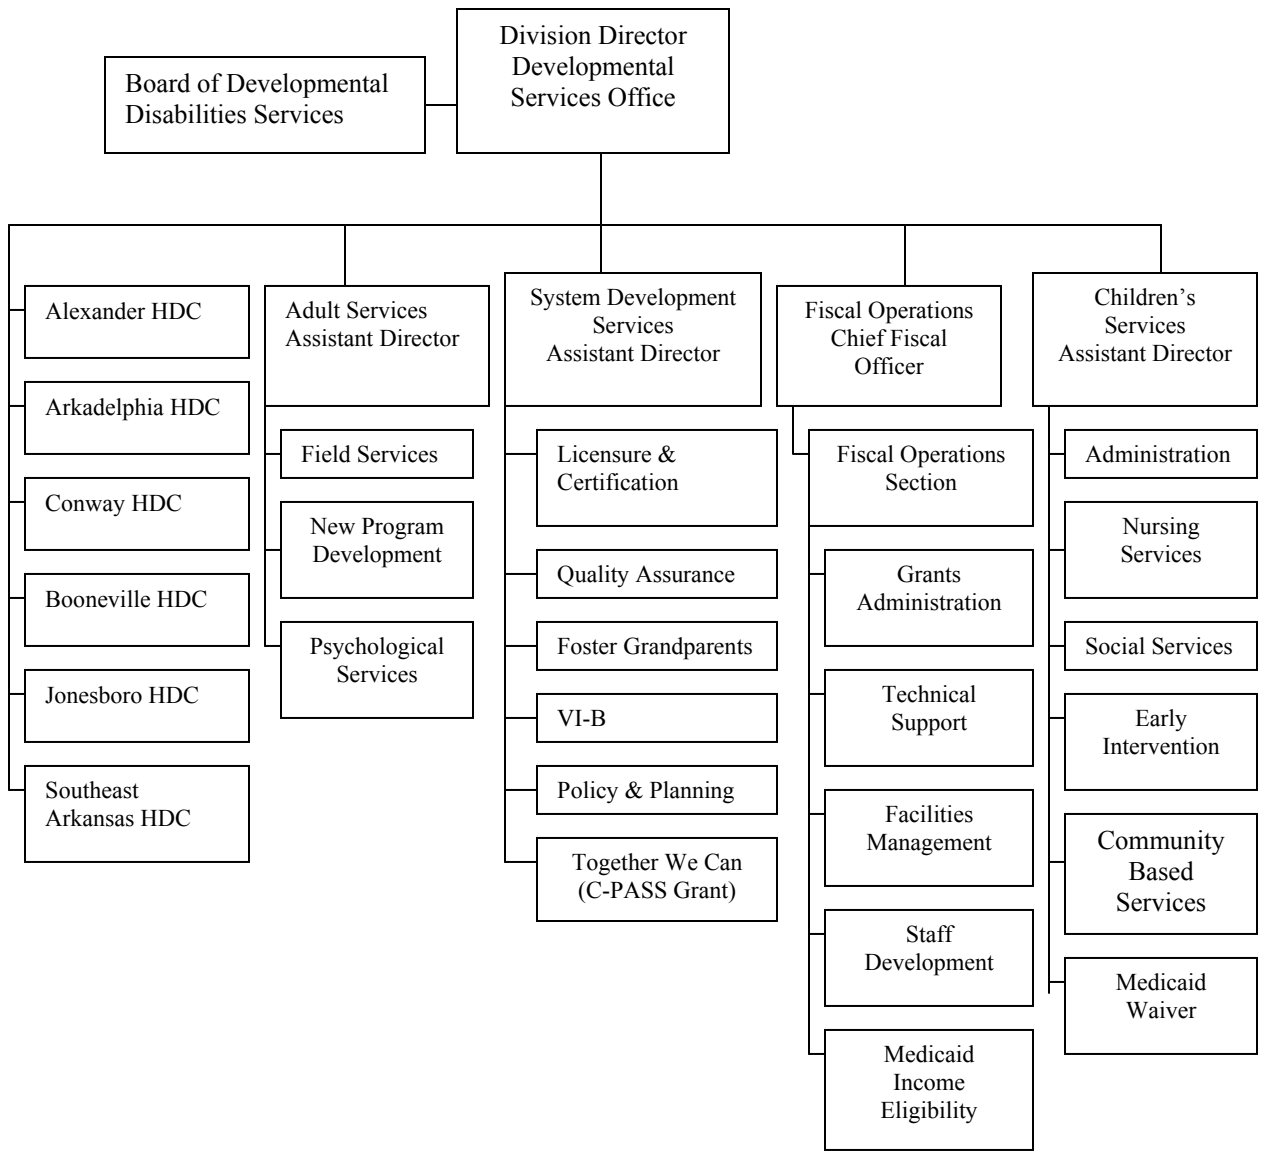 Division Director
Developmental
Services Office
Board of Developmental
Disabilities Services
Alexander HDC
Arkadelphia HDC
Conway HDC
Booneville HDC
Jonesboro HDC
Southeast
Arkansas HDC
Adult Services
Assistant Director
Field Services
New Program
Development
Psychological
Services
System Development
Services
Assistant Director
Licensure &
Certification
Quality Assurance
Foster Grandparents
VI-B
Policy & Planning
Together We Can
(C-PASS Grant)
Fiscal Operations
Chief Fiscal
Officer
Fiscal Operations
Section
Grants
Administration
Technical
Support
Facilities
Management
Staff
Development
Medicaid
Income
Eligibility
Children’s
Services
Assistant Director
Administration
Nursing
Services
Social Services
Early
Intervention
Community
Based
Services
Medicaid
Waiver